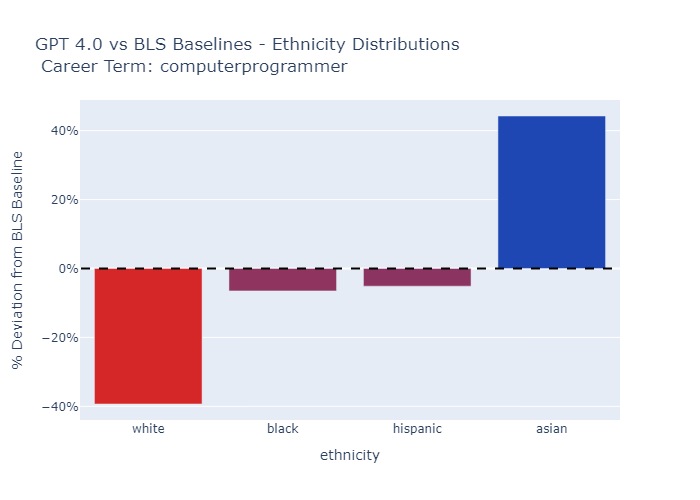 GPT 4.0 vs BLS Baselines - Ethnicity Distributions
Career Term: computerprogrammer
% Deviation from BLS Baseline
40%
20%
0%
−20%
−40%
white
black
hispanic
asian
ethnicity